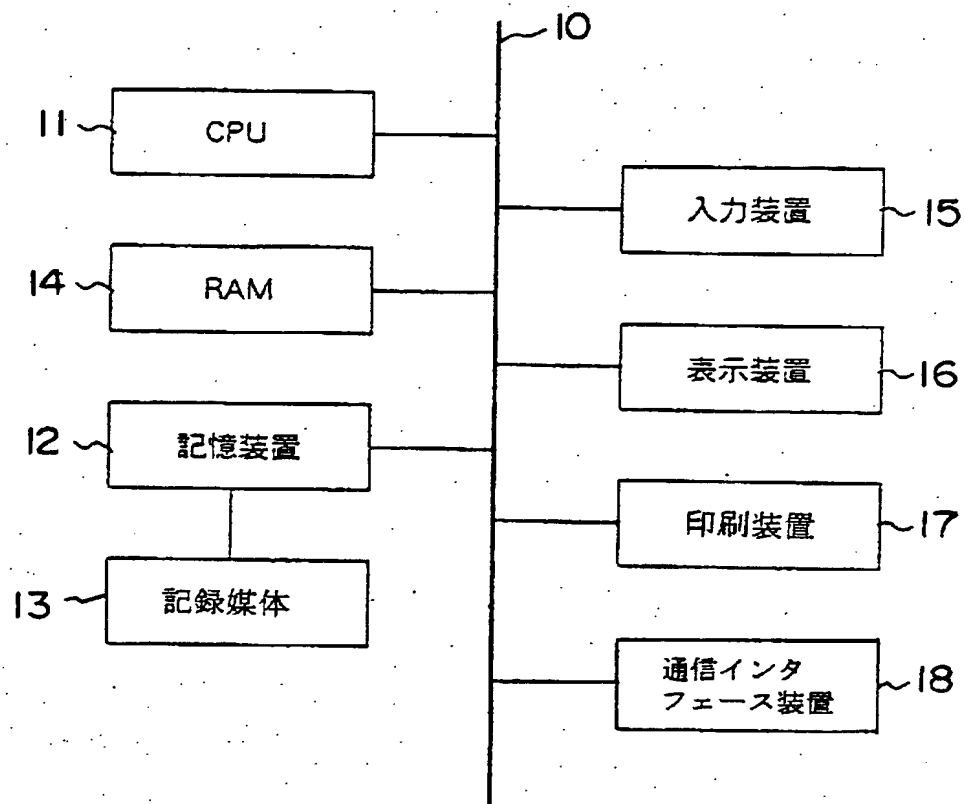 10
11
CPU
入力装置
15
14
RAM
表示装置
16
12
記憶装置
印刷装置
17
13
記録媒体
通信インタ
フェース装置
18